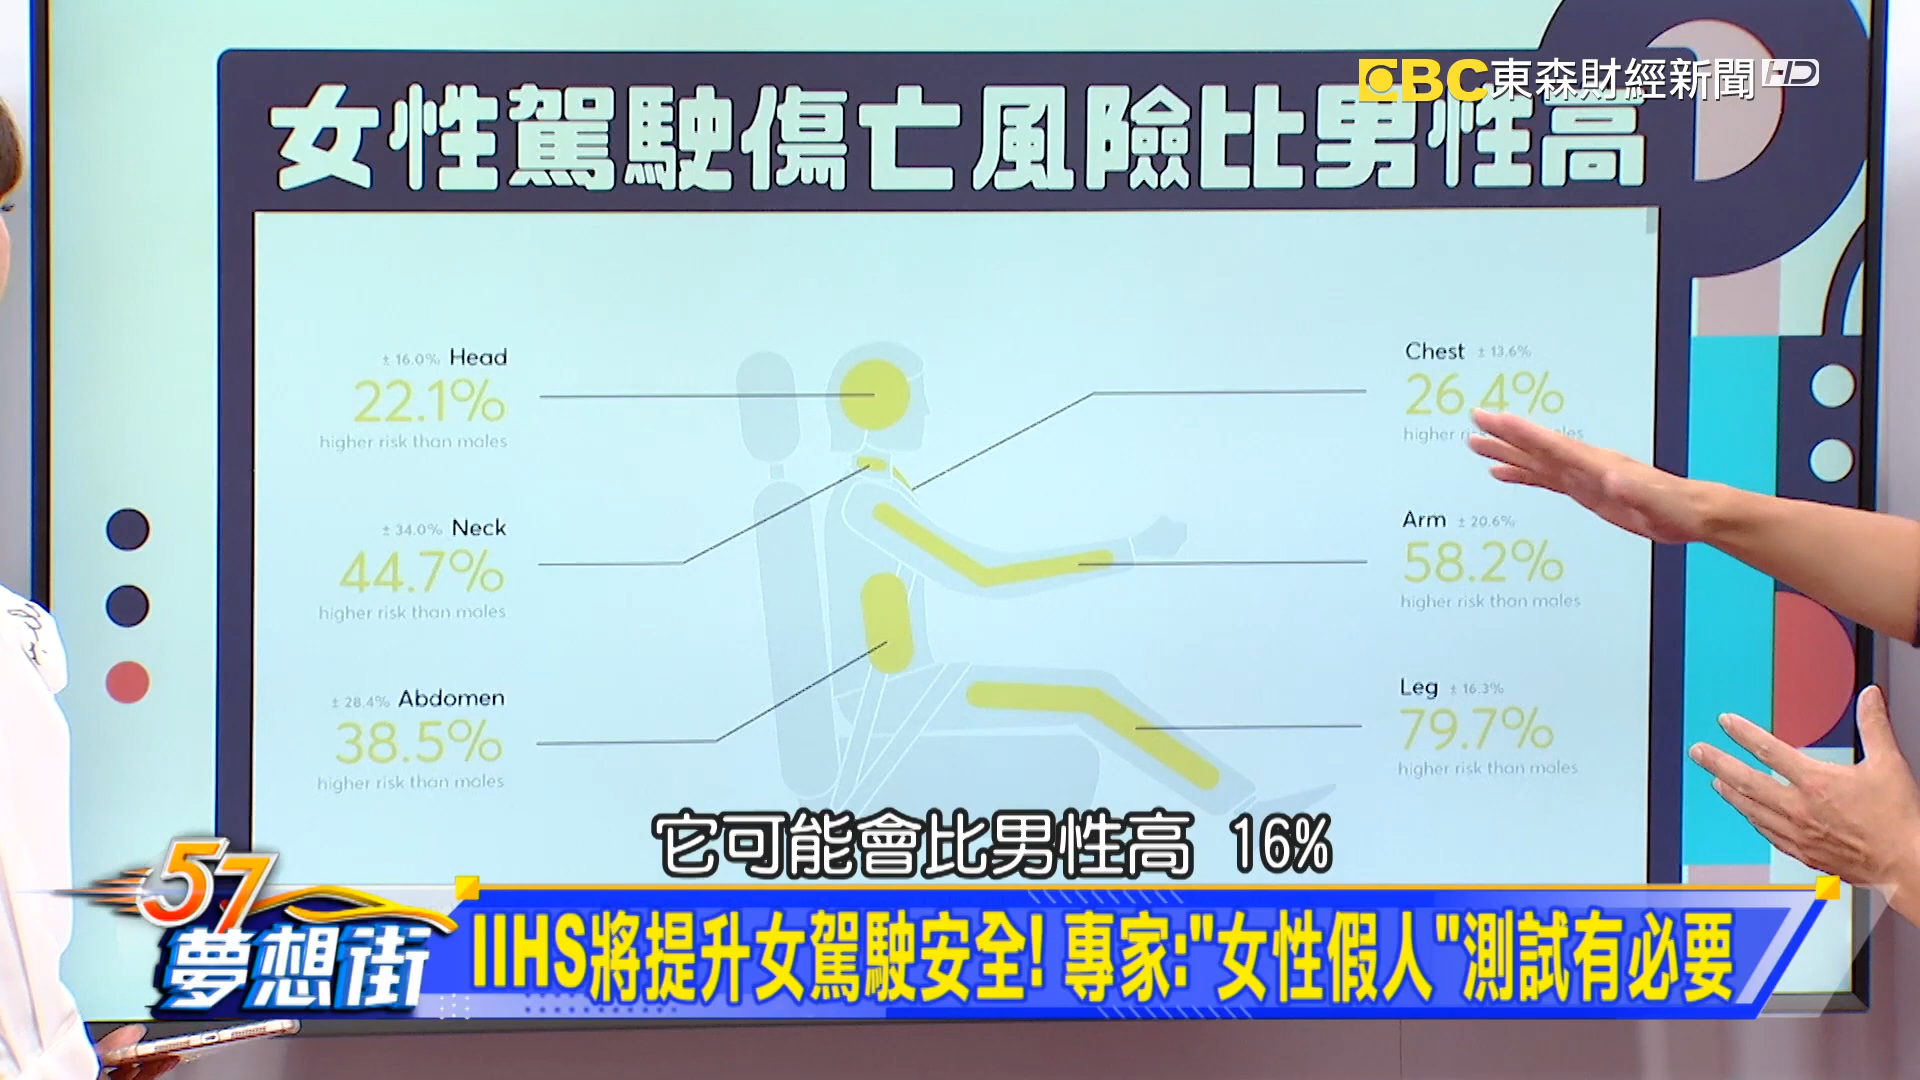 EBC東森財經新聞HD
女性駕駛傷亡風險比男性高
± 16.0% Head
22.1%
higher risk than males
± 34.0% Neck
44.7%
higher risk than males
± 28.4% Abdomen
38.5%
higher risk than males
Chest ± 13.6%
26.4%
higher
Arm ± 20.6%
58.2%
higher risk than males
Leg ± 16.3%
79.7%
higher risk than males
它可能會比男性高 16%
57
夢想街
IIHS將提升女駕駛安全! 專家:"女性假人"測試有必要